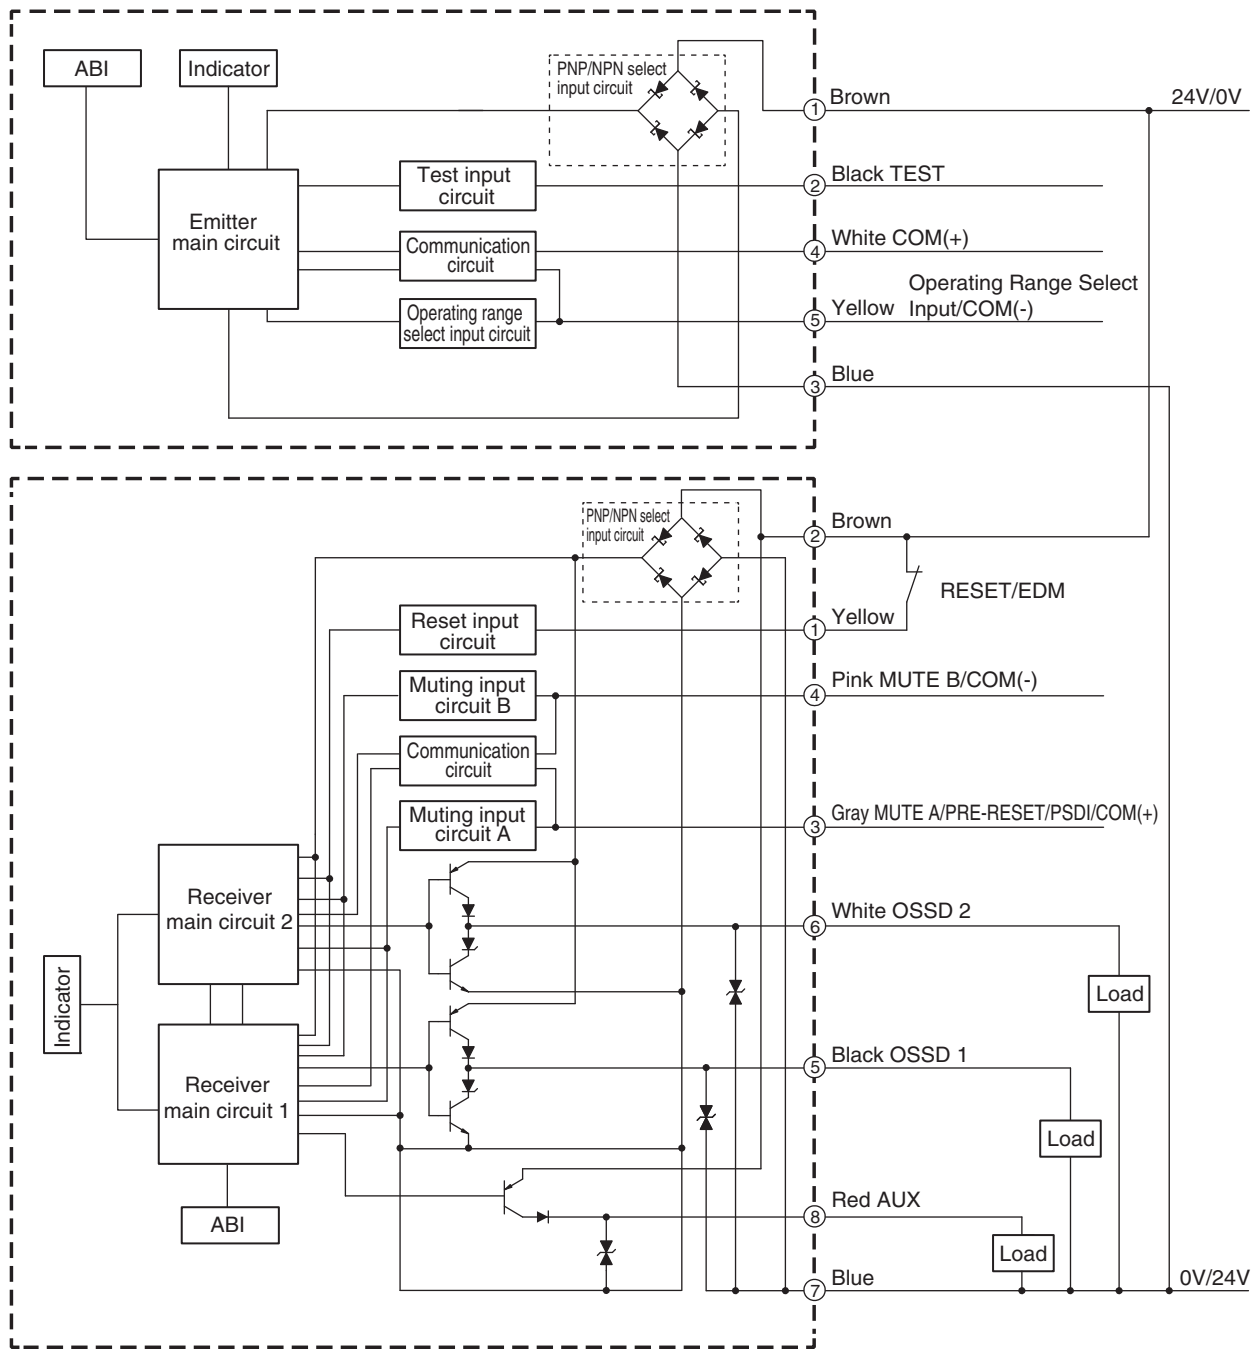 ABI
Indicator
PNP/NPN select
input circuit
1
Brown
24V/0V
Test input
circuit
2
Black TEST
Emitter
main circuit
Communication
circuit
4
White COM(+)
Operating range
select input circuit
5
Yellow
Operating Range Select
Input/COM(-)
3
Blue
PNP/NPN select
input circuit
2
Brown
RESET/EDM
Reset input
circuit
1
Yellow
Muting input
circuit B
4
Pink MUTE B/COM(-)
Communication
circuit
Muting input
circuit A
3
Gray MUTE A/PRE-RESET/PSDI/COM(+)
Receiver
main circuit 2
6
White OSSD 2
Load
Indicator
Receiver
main circuit 1
5
Black OSSD 1
Load
ABI
8
Red AUX
Load
7
Blue
0V/24V